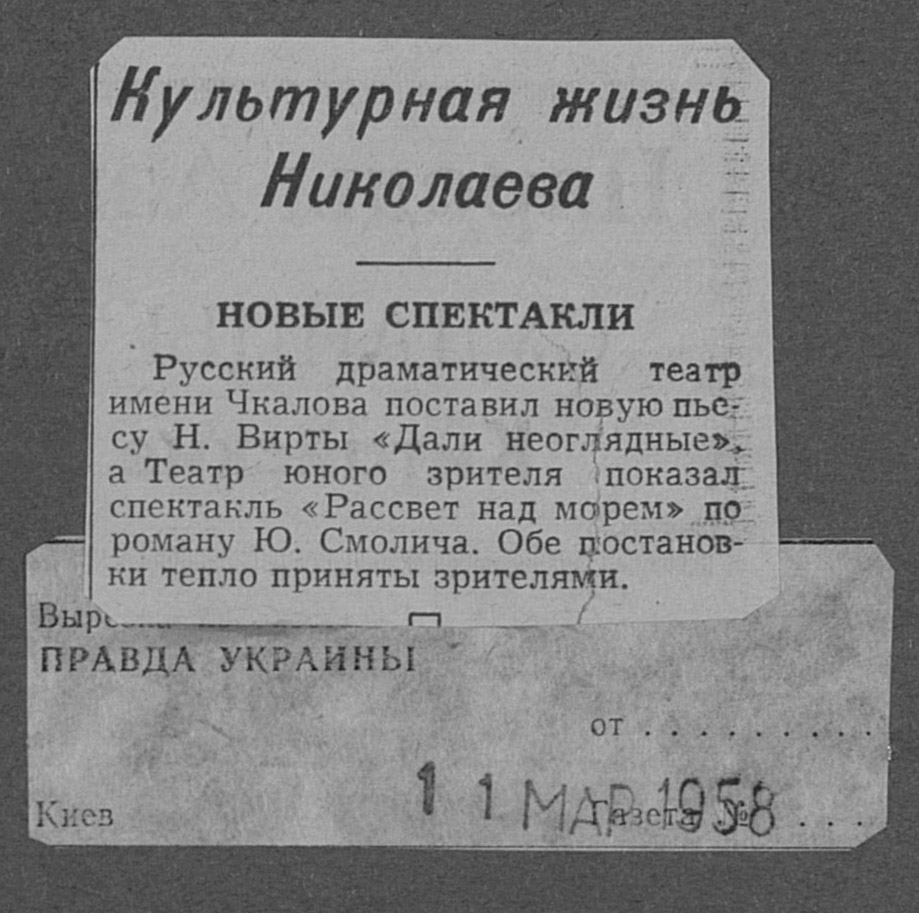 Культурная жизнь
Николаева
НОВЫЕ СПЕКТАКЛИ
Русский драматический театр
имени Чкалова поставил новую пье-
су Н. Вирты «Дали неоглядные»,
а Театр юного зрителя показал
спектакль «Рассвет над морем» по
роману Ю. Смолича. Обе постанов-
ки тепло приняты зрителями.
ПРАВДА УКРАИНЫ
от . . . . . . . . . .
1 1 МАР 1958
Киев Газета № . . . .